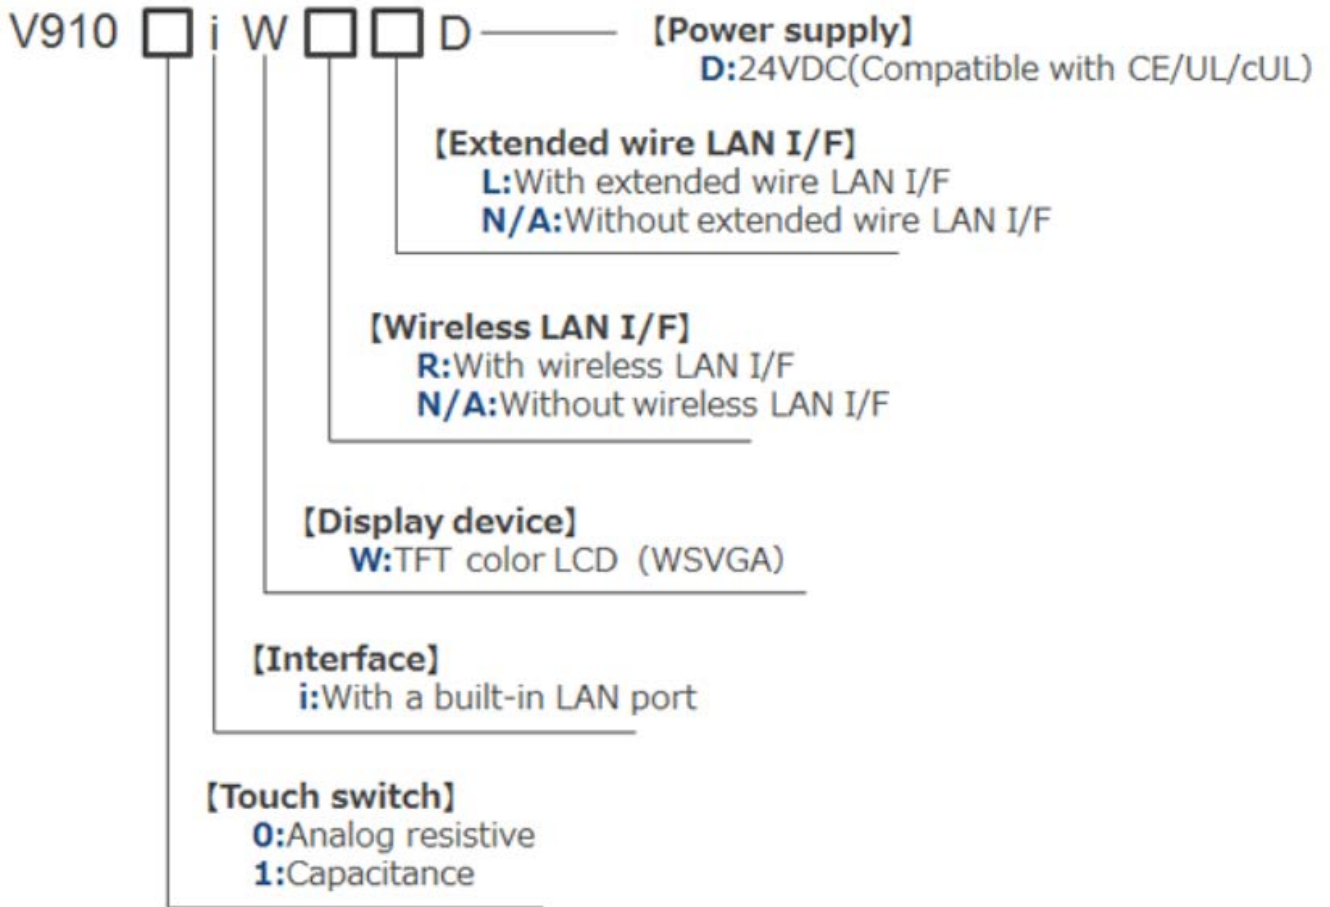 V910 □ i W □ □ D
【Power supply】
D:24VDC(Compatible with CE/UL/cUL)
【Extended wire LAN I/F】
L:With extended wire LAN I/F
N/A:Without extended wire LAN I/F
【Wireless LAN I/F】
R:With wireless LAN I/F
N/A:Without wireless LAN I/F
【Display device】
W:TFT color LCD (WSVGA)
【Interface】
i:With a built-in LAN port
【Touch switch】
0:Analog resistive
1:Capacitance